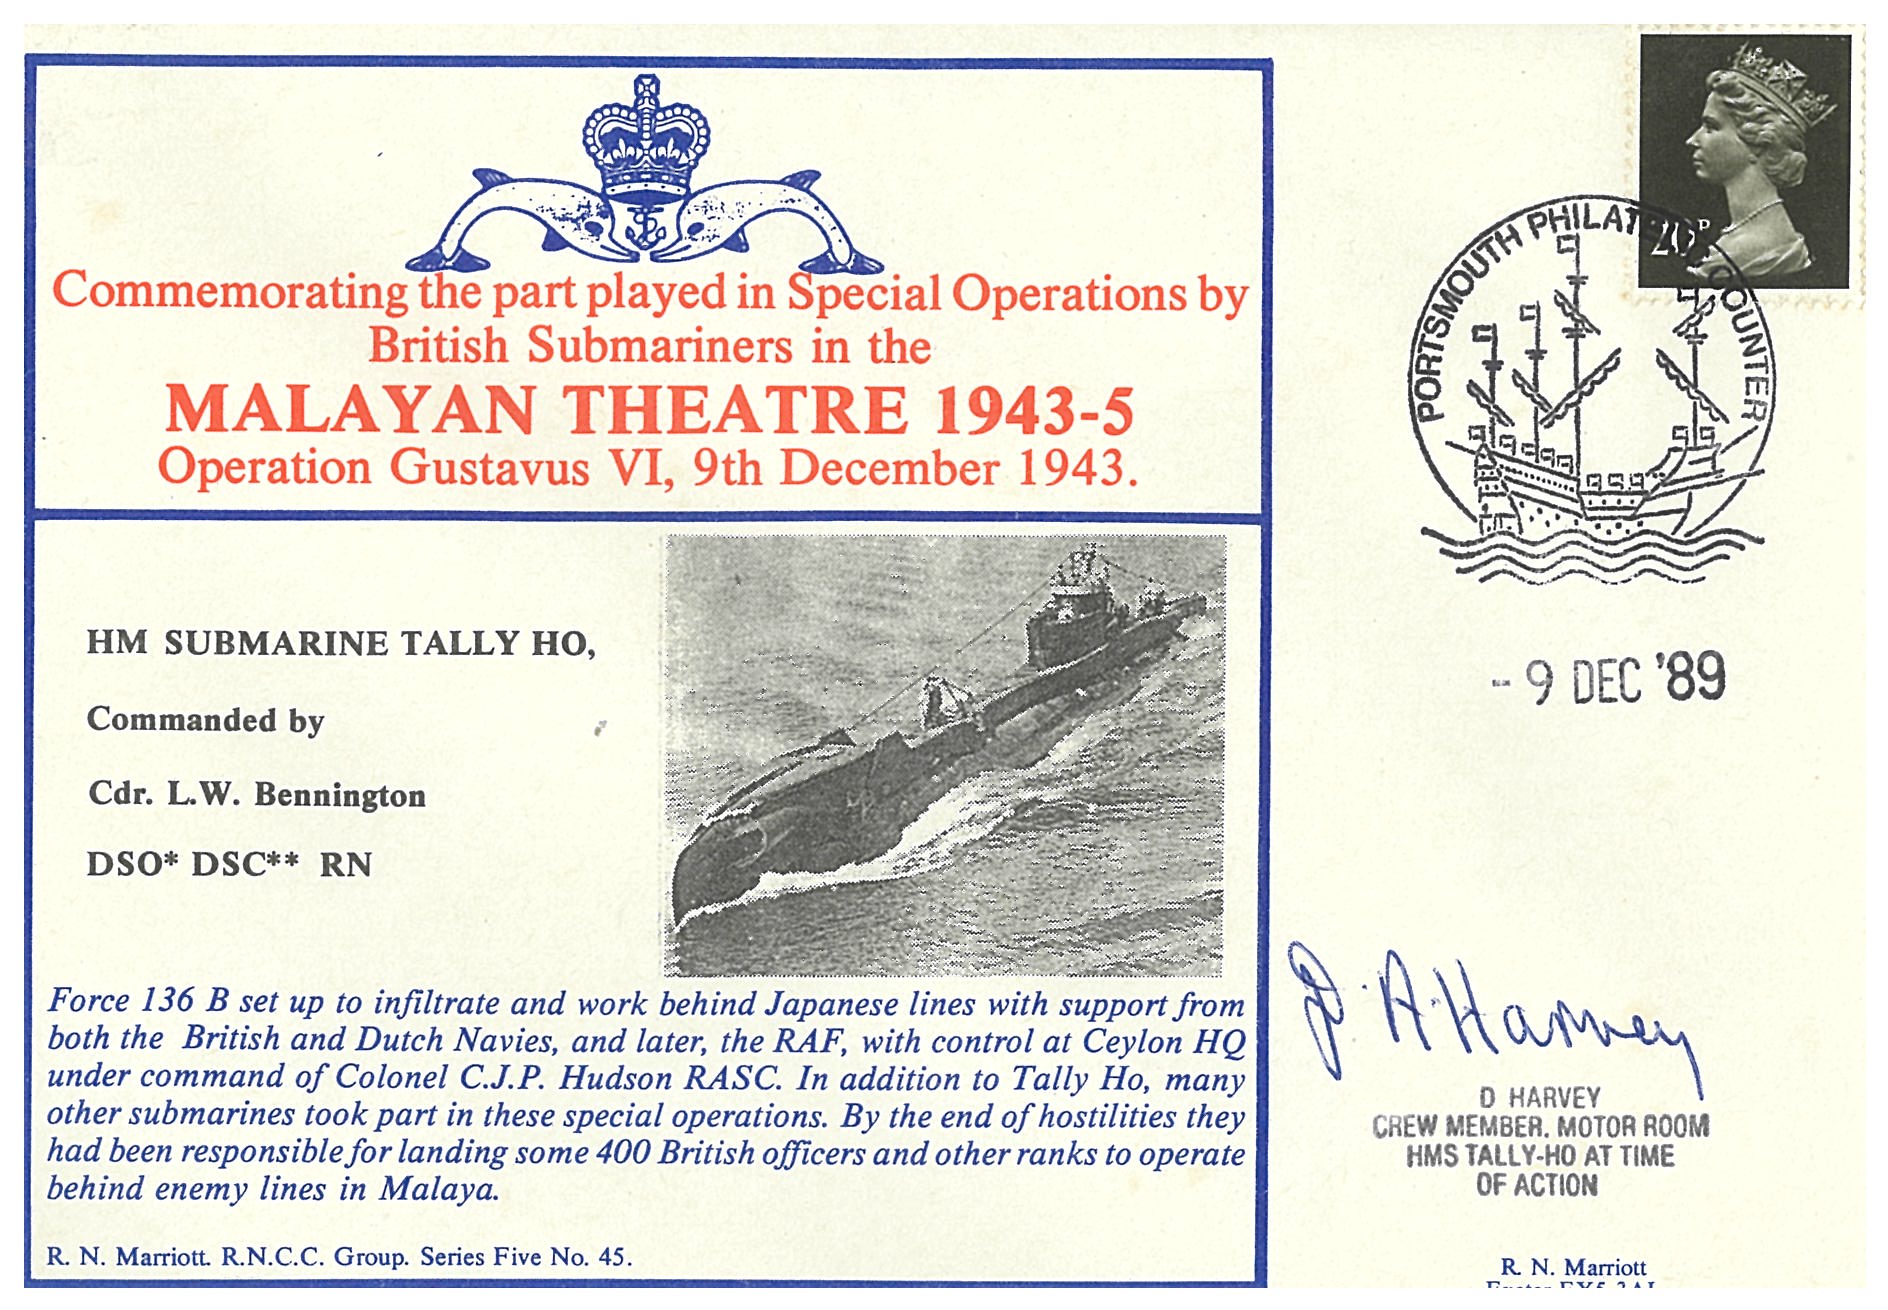 Commemorating the part played in Special Operations by
British Submariners in the
MALAYAN THEATRE 1943-5
Operation Gustavus VI, 9th December 1943.
HM SUBMARINE TALLY HO,
Commanded by
Cdr. L.W. Bennington
DSO* DSC** RN
Force 136 B set up to infiltrate and work behind Japanese lines with support from
both the British and Dutch Navies, and later, the RAF, with control at Ceylon HQ
under command of Colonel C.J.P. Hudson RASC. In addition to Tally Ho, many
other submarines took part in these special operations. By the end of hostilities they
had been responsible for landing some 400 British officers and other ranks to operate
behind enemy lines in Malaya.
R. N. Marriott. R.N.C.C. Group. Series Five No. 45.
20P
PORTSMOUTH PHILATELIC COUNTER
- 9 DEC '89
D. A. Harvey
D HARVEY
CREW MEMBER. MOTOR ROOM
HMS TALLY-HO AT TIME
OF ACTION
R. N. Marriott